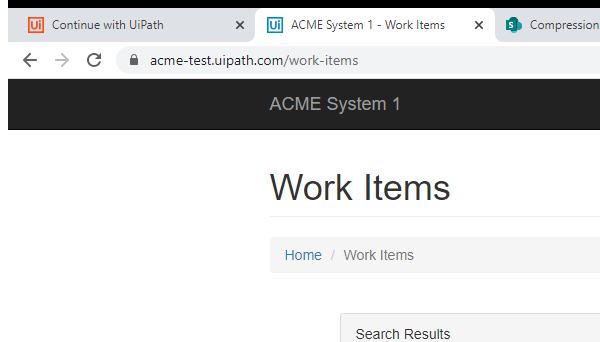 Ui Continue with UiPath
Ui ACME System 1 - Work Items
S Compression
acme-test.uipath.com/work-items
ACME System 1
Work Items
Home / Work Items
Search Results